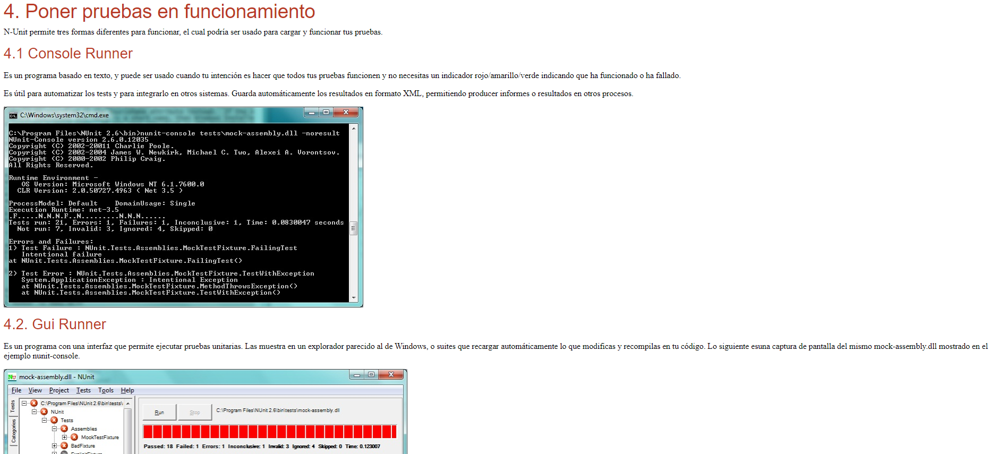 4. Poner pruebas en funcionamiento
N-Unit permite tres formas diferentes para funcionar, el cual podría ser usado para cargar y funcionar tus pruebas.
4.1 Console Runner
Es un programa basado en texto, y puede ser usado cuando tu intención es hacer que todos tus pruebas funcionen y no necesitas un indicador rojo/amarillo/verde indicando que ha funcionado o ha fallado.
Es útil para automatizar los tests y para integrarlo en otros sistemas. Guarda automáticamente los resultados en formato XML, permitiendo producir informes o resultados en otros procesos.
C:\Windows\system32\cmd.exe
C:\Program Files\NUnit 2.6\bin>nunit-console tests\mock-assembly.dll -noresult
NUnit-Console version 2.6.0.12035
Copyright (C) 2002-20011 Charlie Poole.
Copyright (C) 2002-2004 James W. Newkirk, Michael C. Two, Alexei A. Vorontsov.
Copyright (C) 2000-2002 Philip Craig.
All Rights Reserved.
Runtime Environment -
OS Version: Microsoft Windows NT 6.1.7600.0
CLR Version: 2.0.50727.4963 ( Net 3.5 )
ProcessModel: Default    DomainUsage: Single
Execution Runtime: net-3.5
.F.....N.N.N.F..N.........N.N.N......
Tests run: 21, Errors: 1, Failures: 1, Inconclusive: 1, Time: 0.0830047 seconds
Not run: 7, Invalid: 3, Ignored: 4, Skipped: 0
Errors and Failures:
1) Test Failure : NUnit.Tests.Assemblies.MockTestFixture.FailingTest
Intentional failure
at NUnit.Tests.Assemblies.MockTestFixture.FailingTest()
2) Test Error : NUnit.Tests.Assemblies.MockTestFixture.TestWithException
System.ApplicationException : Intentional Exception
at NUnit.Tests.Assemblies.MockTestFixture.MethodThrowsException()
at NUnit.Tests.Assemblies.MockTestFixture.TestWithException()
4.2. Gui Runner
Es un programa con una interfaz que permite ejecutar pruebas unitarias. Las muestra en un explorador parecido al de Windows, o suites que recargar automáticamente lo que modificas y recompilas en tu código. Lo siguiente esuna captura de pantalla del mismo mock-assembly.dll mostrado en el
ejemplo nunit-console.
mock-assembly.dll - NUnit
File View Project Tests Tools Help
Tests
Categories
C:\Program Files\NUnit 2.6\bin\tests\
NUnit
Tests
Assemblies
MockTestFixture
BadFixture
Run
Stop
C:\Program Files\NUnit 2.6\bin\tests\mock-assembly.dll
Passed: 18 Failed: 1 Errors: 1 Inconclusive: 1 Invalid: 3 Ignored: 4 Skipped: 0 Time: 0.123007